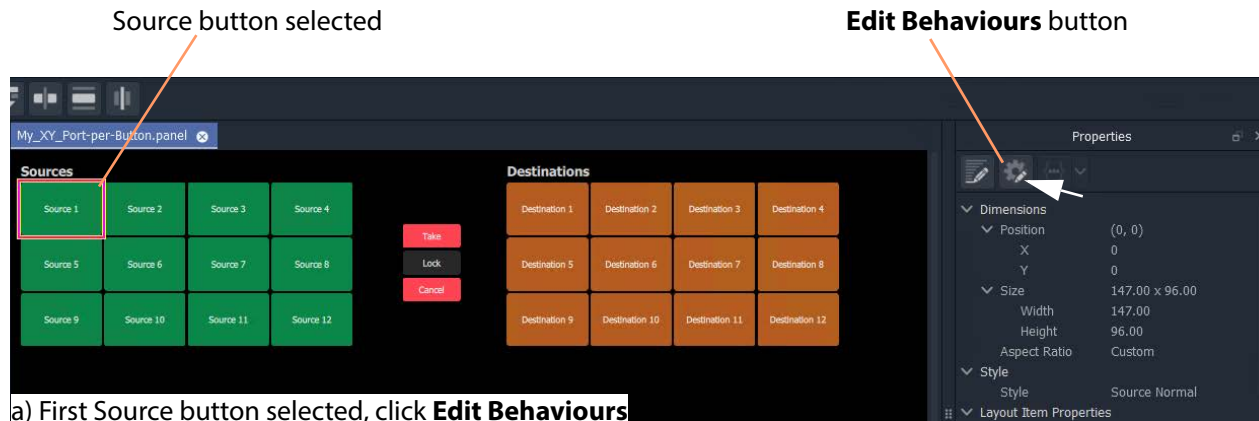 Source button selected
Edit Behaviours button
My_XY_Port-per-Button.panel
Properties
Sources
Destinations
Source 1 Source 2 Source 3 Source 4
Destination 1 Destination 2 Destination 3 Destination 4
Take
Source 5 Source 6 Source 7 Source 8
Lock
Destination 5 Destination 6 Destination 7 Destination 8
Cancel
Source 9 Source 10 Source 11 Source 12
Destination 9 Destination 10 Destination 11 Destination 12
Dimensions
Position (0, 0)
X 0
Y 0
Size 147.00 x 96.00
Width 147.00
Height 96.00
Aspect Ratio Custom
Style
Style Source Normal
Layout Item Properties
a) First Source button selected, click Edit Behaviours